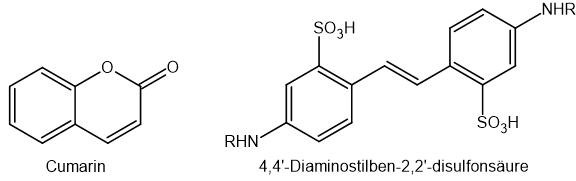 NHR
SO3H
O
O
SO3H
RHN
Cumarin
4,4'-Diaminostilben-2,2'-disulfonsäure